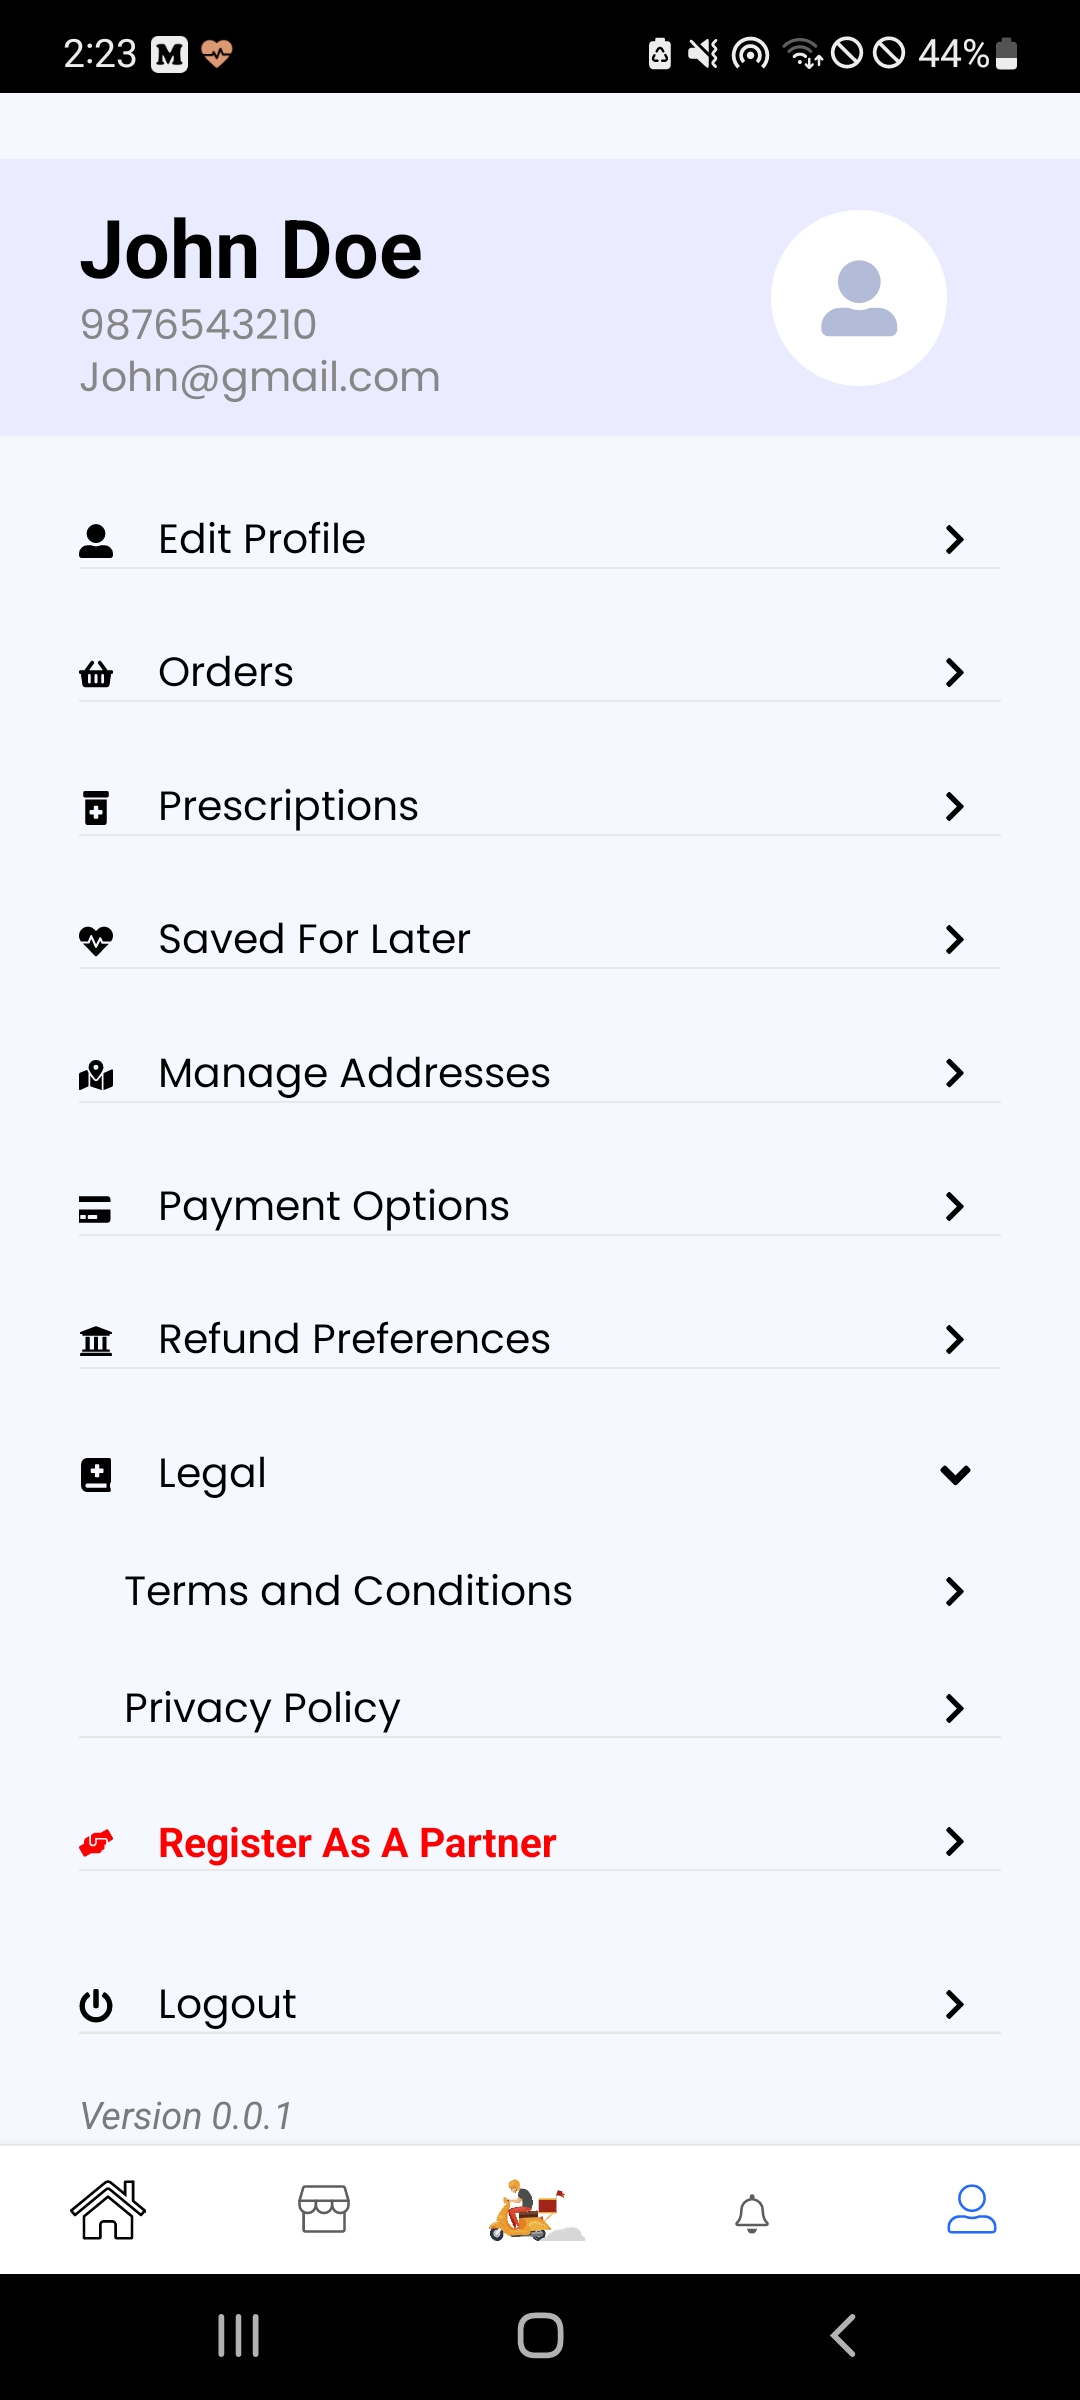 2:23 M 44%
John Doe
9876543210
John@gmail.com
Edit Profile
Orders
Prescriptions
Saved For Later
Manage Addresses
Payment Options
Refund Preferences
Legal
Terms and Conditions
Privacy Policy
Register As A Partner
Logout
Version 0.0.1